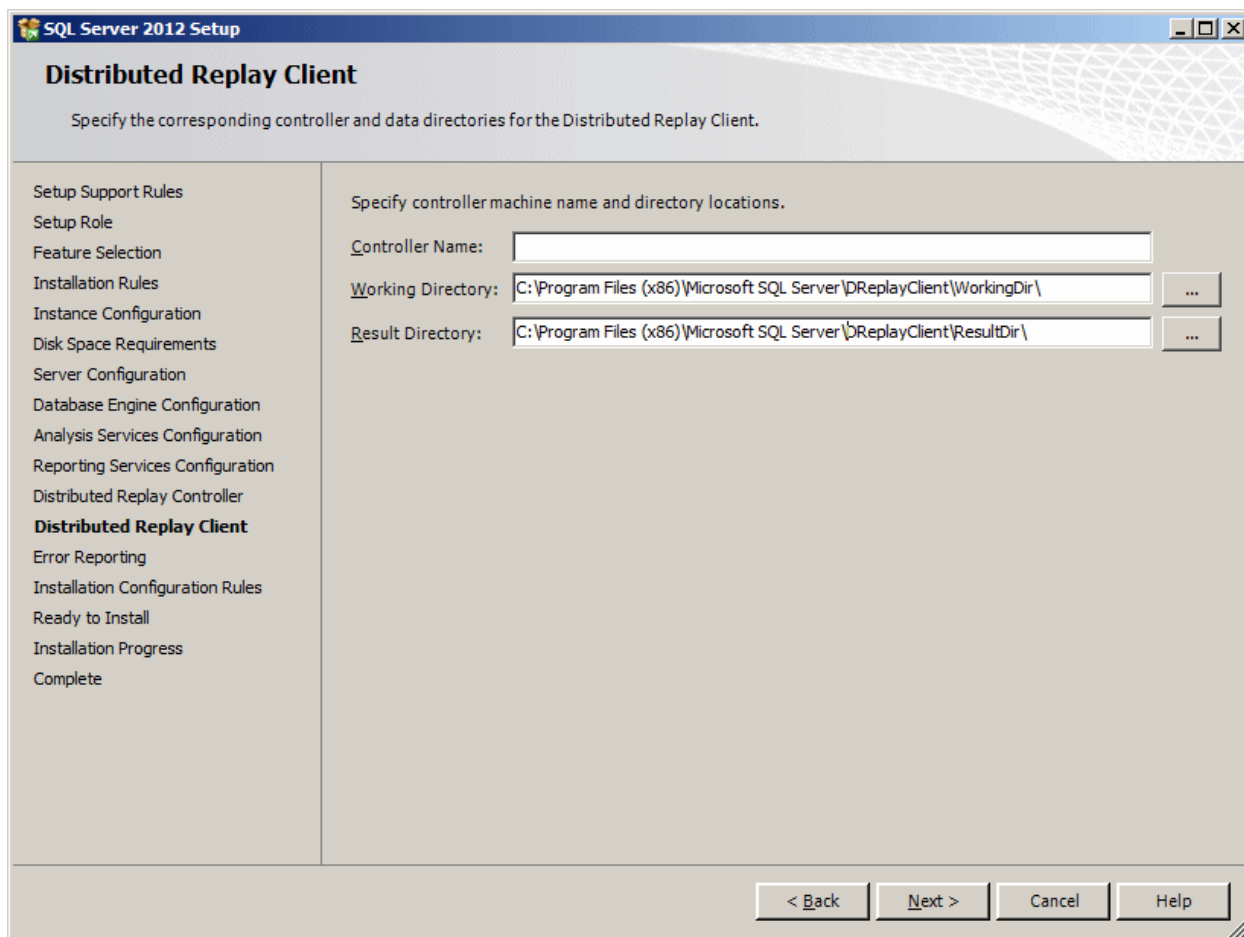 SQL Server 2012 Setup
Distributed Replay Client
Specify the corresponding controller and data directories for the Distributed Replay Client.
Setup Support Rules
Setup Role
Feature Selection
Installation Rules
Instance Configuration
Disk Space Requirements
Server Configuration
Database Engine Configuration
Analysis Services Configuration
Reporting Services Configuration
Distributed Replay Controller
Distributed Replay Client
Error Reporting
Installation Configuration Rules
Ready to Install
Installation Progress
Complete
Specify controller machine name and directory locations.
Controller Name:
Working Directory: C:\Program Files (x86)\Microsoft SQL Server\DReplayClient\WorkingDir\ ...
Result Directory: C:\Program Files (x86)\Microsoft SQL Server\DReplayClient\ResultDir\ ...
< Back Next > Cancel Help